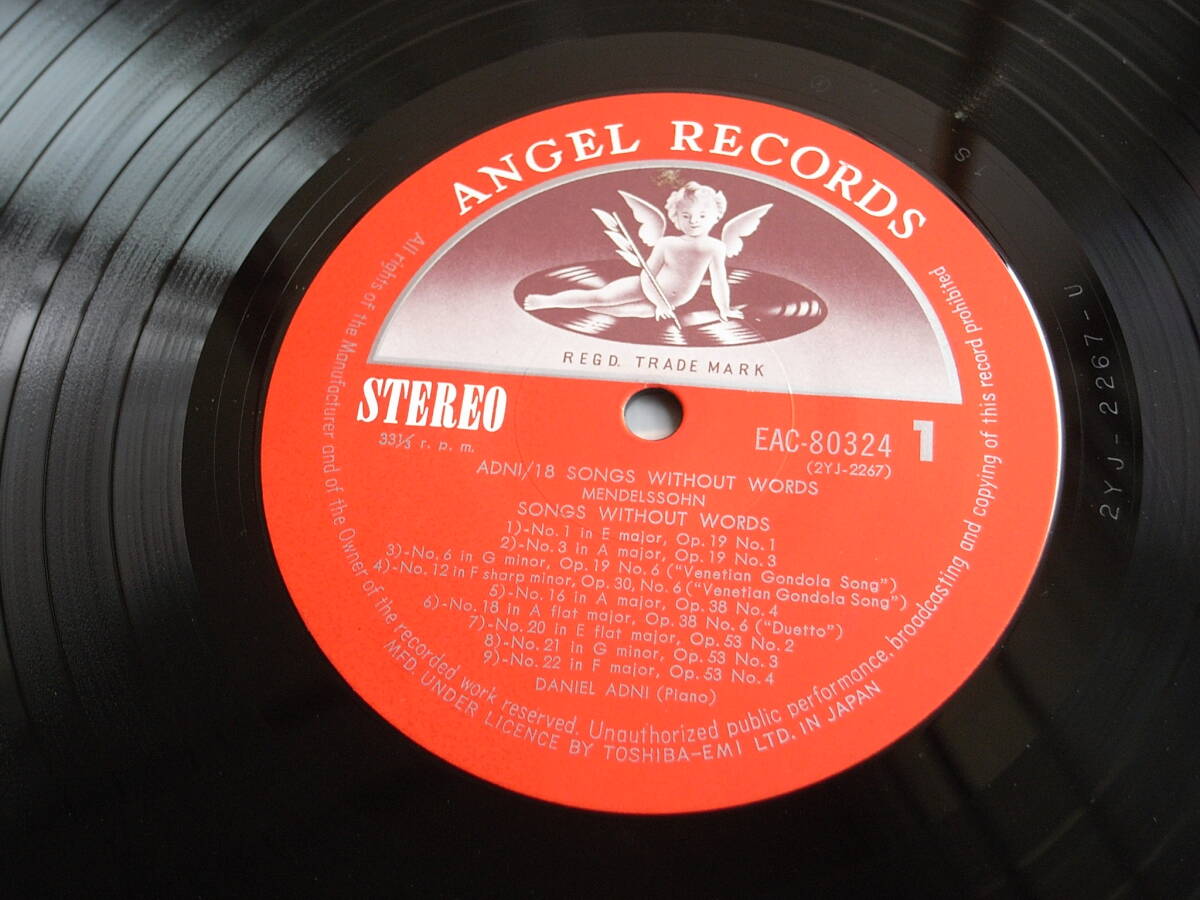 ANGEL RECORDS
REGD. TRADE MARK
STEREO
33⅓ r. p. m.
EAC-80324
(2YJ-2267)
1
ADNI/18 SONGS WITHOUT WORDS
MENDELSSOHN
SONGS WITHOUT WORDS
1)-No. 1 in E major, Op. 19 No. 1
2)-No. 3 in A major, Op. 19 No. 3
3)-No. 6 in G minor, Op. 19 No. 6 ("Venetian Gondola Song")
4)-No. 12 in F sharp minor, Op. 30, No. 6 ("Venetian Gondola Song")
5)-No. 16 in A major, Op. 38 No. 4
6)-No. 18 in A flat major, Op. 38 No. 6 ("Duetto")
7)-No. 20 in E flat major, Op. 53 No. 2
8)-No. 21 in G minor, Op. 53 No. 3
9)-No. 22 in F major, Op. 53 No. 4
DANIEL ADNI (Piano)
All rights of the Manufacturer and of the Owner of the recorded work reserved. Unauthorized public performance, broadcasting and copying of this record prohibited
MFD. UNDER LICENCE BY TOSHIBA-EMI LTD. IN JAPAN
2YJ-2267-U
1 S